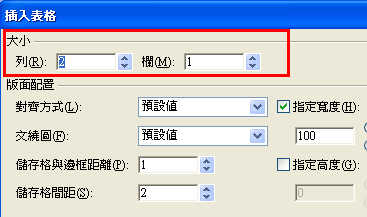 插入表格
大小
列(R): 2 欄(M): 1
版面配置
對齊方式(L): 預設值 指定寬度(H):
文繞圖(F): 預設值 100
儲存格與邊框距離(P): 1 指定高度(G):
儲存格間距(S): 2 0